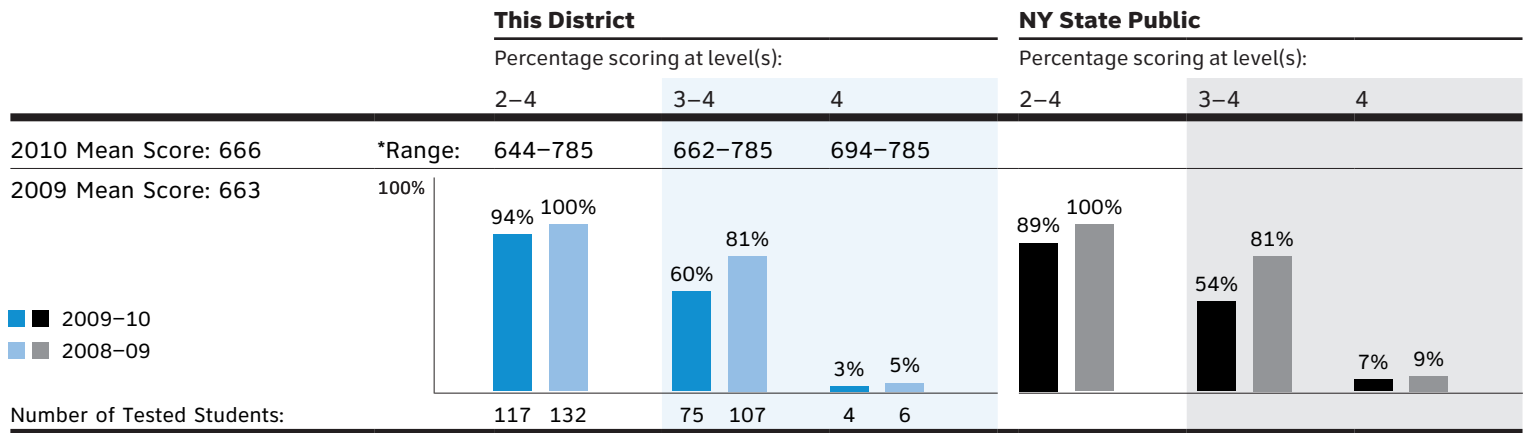 This District NY State Public
Percentage scoring at level(s): Percentage scoring at level(s):
2–4 3–4 4 2–4 3–4 4
2010 Mean Score: 666 *Range: 644–785 662–785 694–785
2009 Mean Score: 663 100%
94% 100% 60% 81% 3% 5% 89% 100% 54% 81% 7% 9%
2009–10
2008–09
Number of Tested Students: 117 132 75 107 4 6